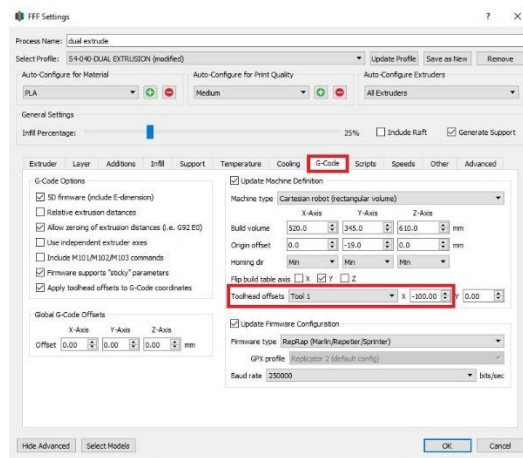 FFF Settings
Process Name: dual extrude
Select Profile: S4-040-DUAL EXTRUSION (modified) Update Profile Save as New Remove
Auto-Configure for Material Auto-Configure for Print Quality Auto-Configure Extruders
PLA Medium All Extruders
General Settings
Infill Percentage: 25% Include Raft Generate Support
Extruder Layer Additions Infill Support Temperature Cooling G-Code Scripts Speeds Other Advanced
G-Code Options
5D firmware (include E-dimension)
Relative extrusion distances
Allow zeroing of extrusion distances (i.e. G92 E0)
Use independent extruder axes
Include M101/M102/M103 commands
Firmware supports "sticky" parameters
Apply toolhead offsets to G-Code coordinates
Global G-Code Offsets
X-Axis Y-Axis Z-Axis
Offset 0.00 0.00 0.00 mm
Update Machine Definition
Machine type Cartesian robot (rectangular volume)
X-Axis Y-Axis Z-Axis
Build volume 520.0 345.0 610.0 mm
Origin offset 0.0 -19.0 0.0 mm
Homing dir Min Min Min
Flip build table axis X Y Z
Toolhead offsets Tool 1 X -100.00 Y 0.00
Update Firmware Configuration
Firmware type RepRap (Marlin/Repetier/Sprinter)
GPX profile Replicator 2 (default config)
Baud rate 250000 bits/sec
Hide Advanced Select Models OK Cancel